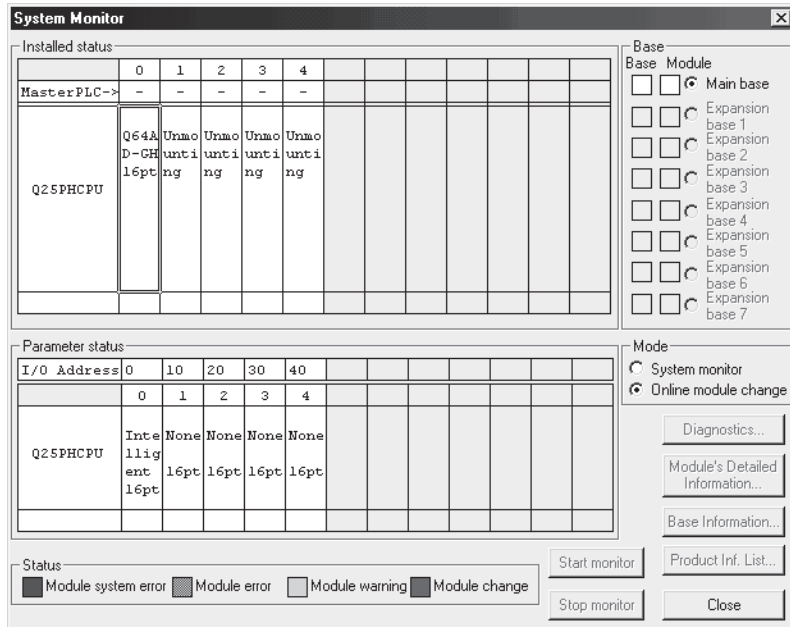 System Monitor
Installed status
0 1 2 3 4
MasterPLC-> - - - - -
Q64A Unmo Unmo Unmo Unmo
D-GH unti unti unti unti
16pt ng ng ng ng
Q25PHCPU
Base
Base Module
Main base
Expansion
base 1
Expansion
base 2
Expansion
base 3
Expansion
base 4
Expansion
base 5
Expansion
base 6
Expansion
base 7
Parameter status
I/O Address 0 10 20 30 40
0 1 2 3 4
Inte None None None None
Q25PHCPU llig
ent 16pt 16pt 16pt 16pt
16pt
Mode
System monitor
Online module change
Diagnostics...
Module's Detailed
Information...
Base Information...
Product Inf. List...
Status
Module system error Module error Module warning Module change
Start monitor
Stop monitor
Close